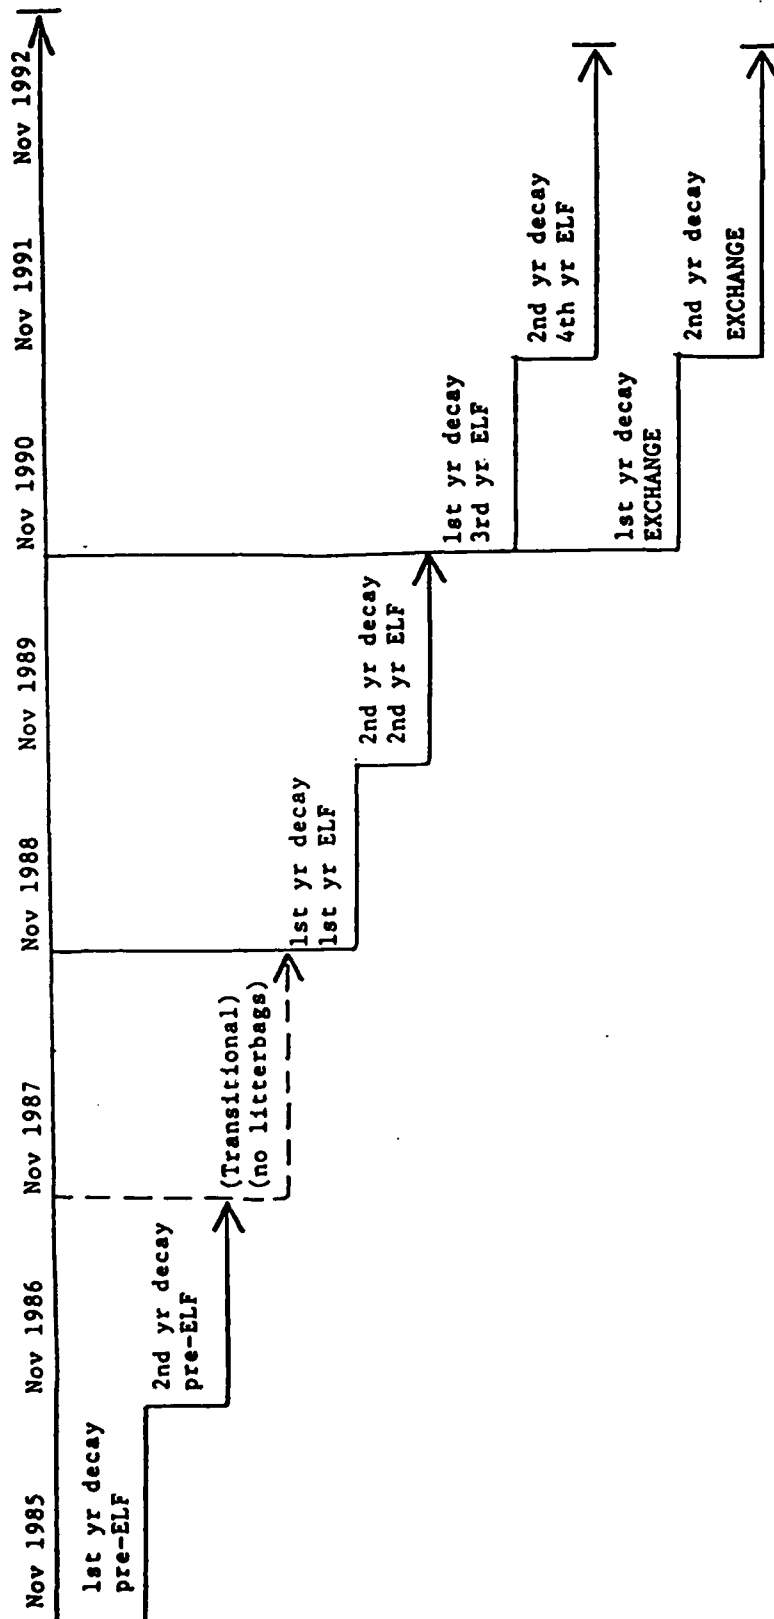 Nov 1985
Nov 1986
Nov 1987
Nov 1988
Nov 1989
Nov 1990
Nov 1991
Nov 1992
1st yr decay
pre-ELF
2nd yr decay
pre-ELF
(Transitional)
(no litterbags)
1st yr decay
1st yr ELF
2nd yr decay
2nd yr ELF
1st yr decay
3rd yr ELF
2nd yr decay
4th yr ELF
1st yr decay
EXCHANGE
2nd yr decay
EXCHANGE